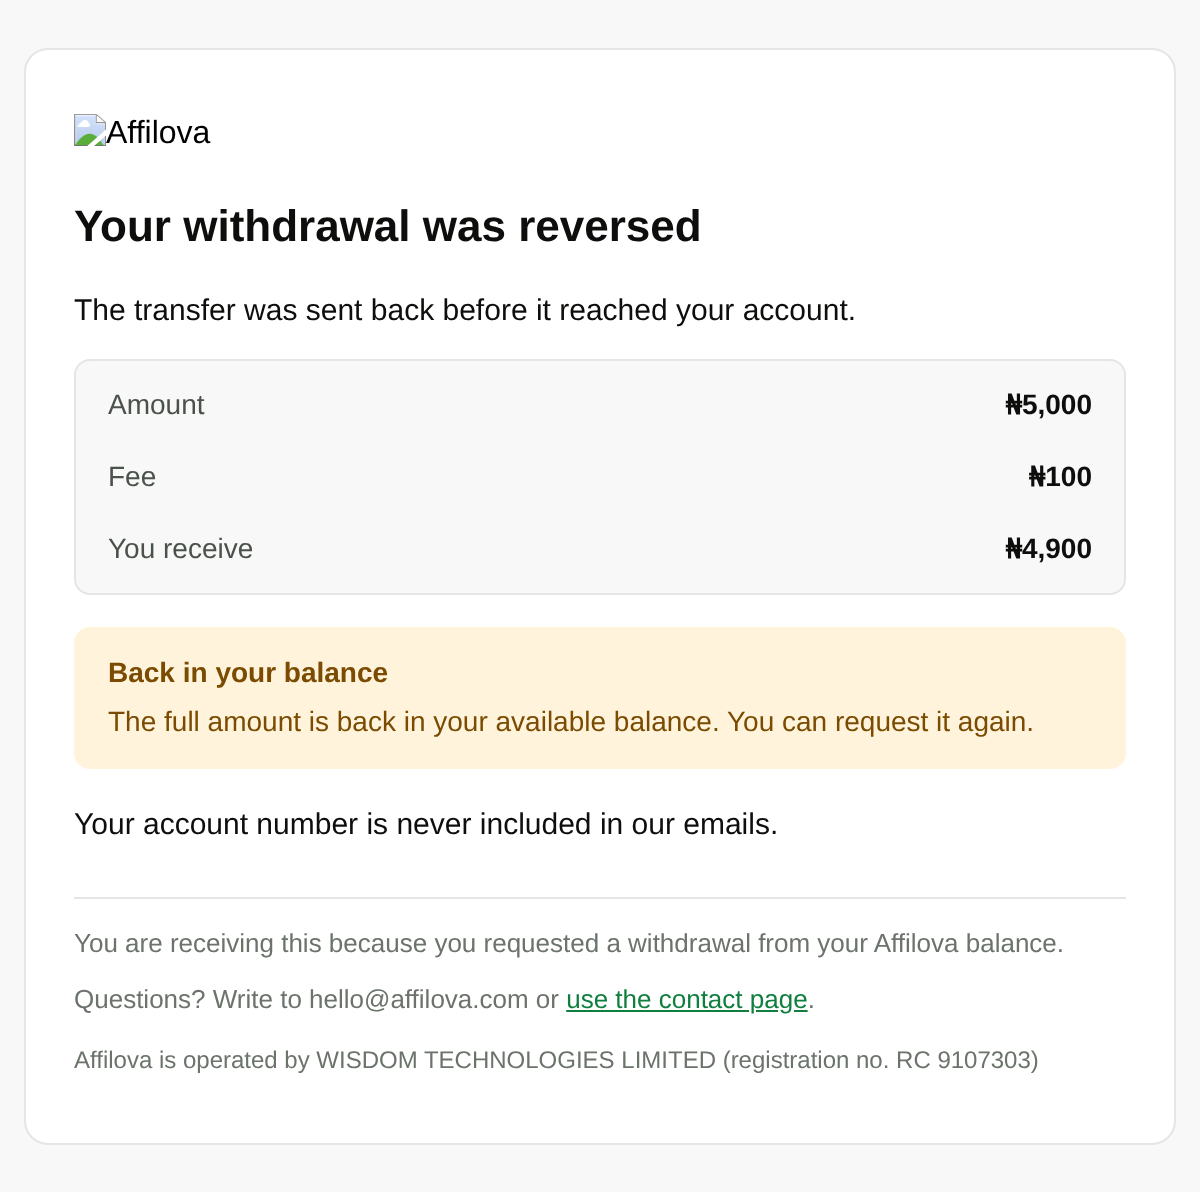 Affilova
Your withdrawal was reversed
The transfer was sent back before it reached your account.
Amount ₦5,000
Fee ₦100
You receive ₦4,900
Back in your balance
The full amount is back in your available balance. You can request it again.
Your account number is never included in our emails.
You are receiving this because you requested a withdrawal from your Affilova balance.
Questions? Write to hello@affilova.com or use the contact page.
Affilova is operated by WISDOM TECHNOLOGIES LIMITED (registration no. RC 9107303)